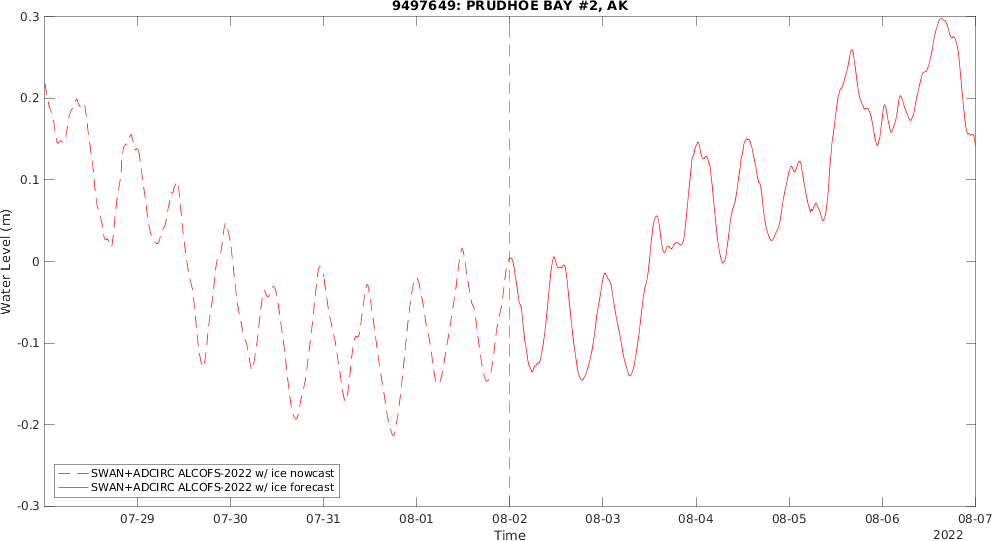 9497649: PRUDHOE BAY #2, AK
Water Level (m)
0.3
0.2
0.1
0
-0.1
-0.2
-0.3
SWAN+ADCIRC ALCOFS-2022 w/ ice nowcast
SWAN+ADCIRC ALCOFS-2022 w/ ice forecast
07-29 07-30 07-31 08-01 08-02 08-03 08-04 08-05 08-06 08-07
Time
2022